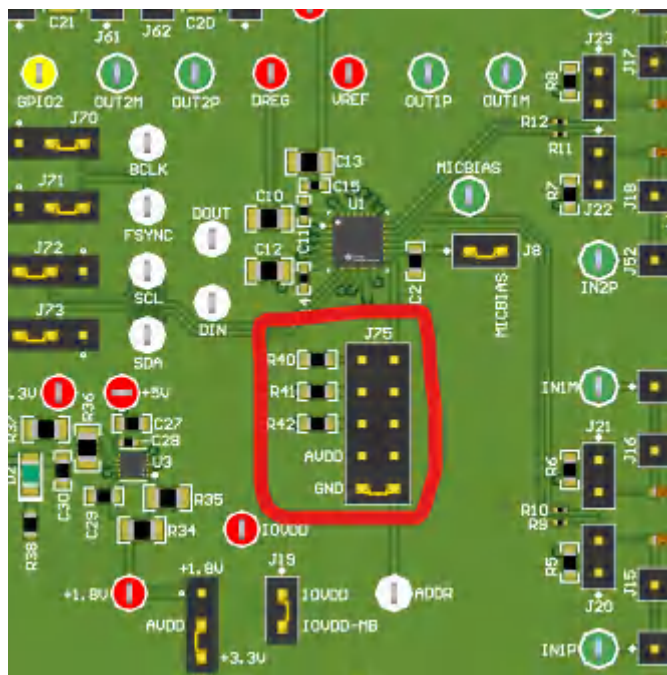 C21
J61
J62
C20
GPIO2
OUT2M
OUT2P
DREG
VREF
OUT1P
OUT1M
J23
J17
R8
J70
BCLK
C13
C15
MICBIAS
R12
R11
J71
FSYNC
DOUT
C10
U1
C11
R7
J22
J18
J72
SCL
C12
C2
J8
MICBIAS
IN2P
J52
J73
DIN
SDA
J75
R40
R41
R42
AVDD
GND
+5V
R36
C27
C28
U3
IN1M
J21
J16
R6
C30
C29
R35
R34
R38
IOVDD
R10
R9
R5
J20
J15
+1.8V
+1.8V
AVDD
+3.3V
J19
IOVDD
IOVDD-MB
ADDR
IN1P